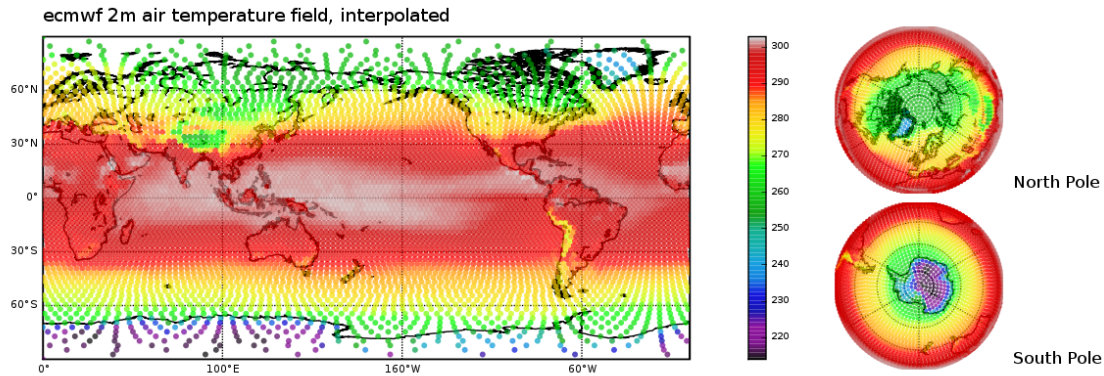 ecmwf 2m air temperature field, interpolated
60°N
30°N
0°
30°S
60°S
0°
100°E
160°W
60°W
300
290
280
270
260
250
240
230
220
North Pole
South Pole